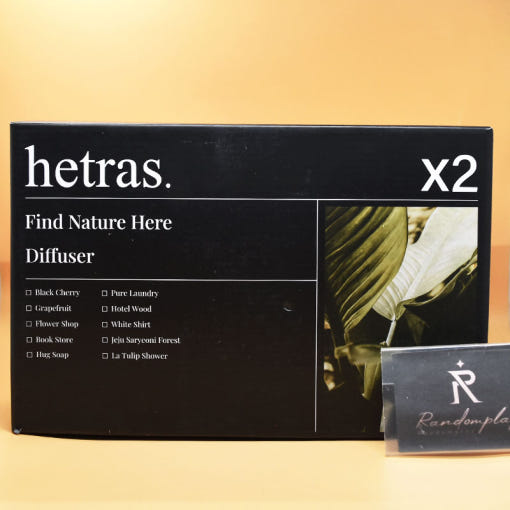 hetras.
X2
Find Nature Here
Diffuser
☐ Black Cherry
☐ Grapefruit
☐ Flower Shop
☐ Book Store
☐ Hug Soap
☐ Pure Laundry
☐ Hotel Wood
☐ White Shirt
☐ Jeju Saryeoni Forest
☐ La Tulip Shower
R
Randompla